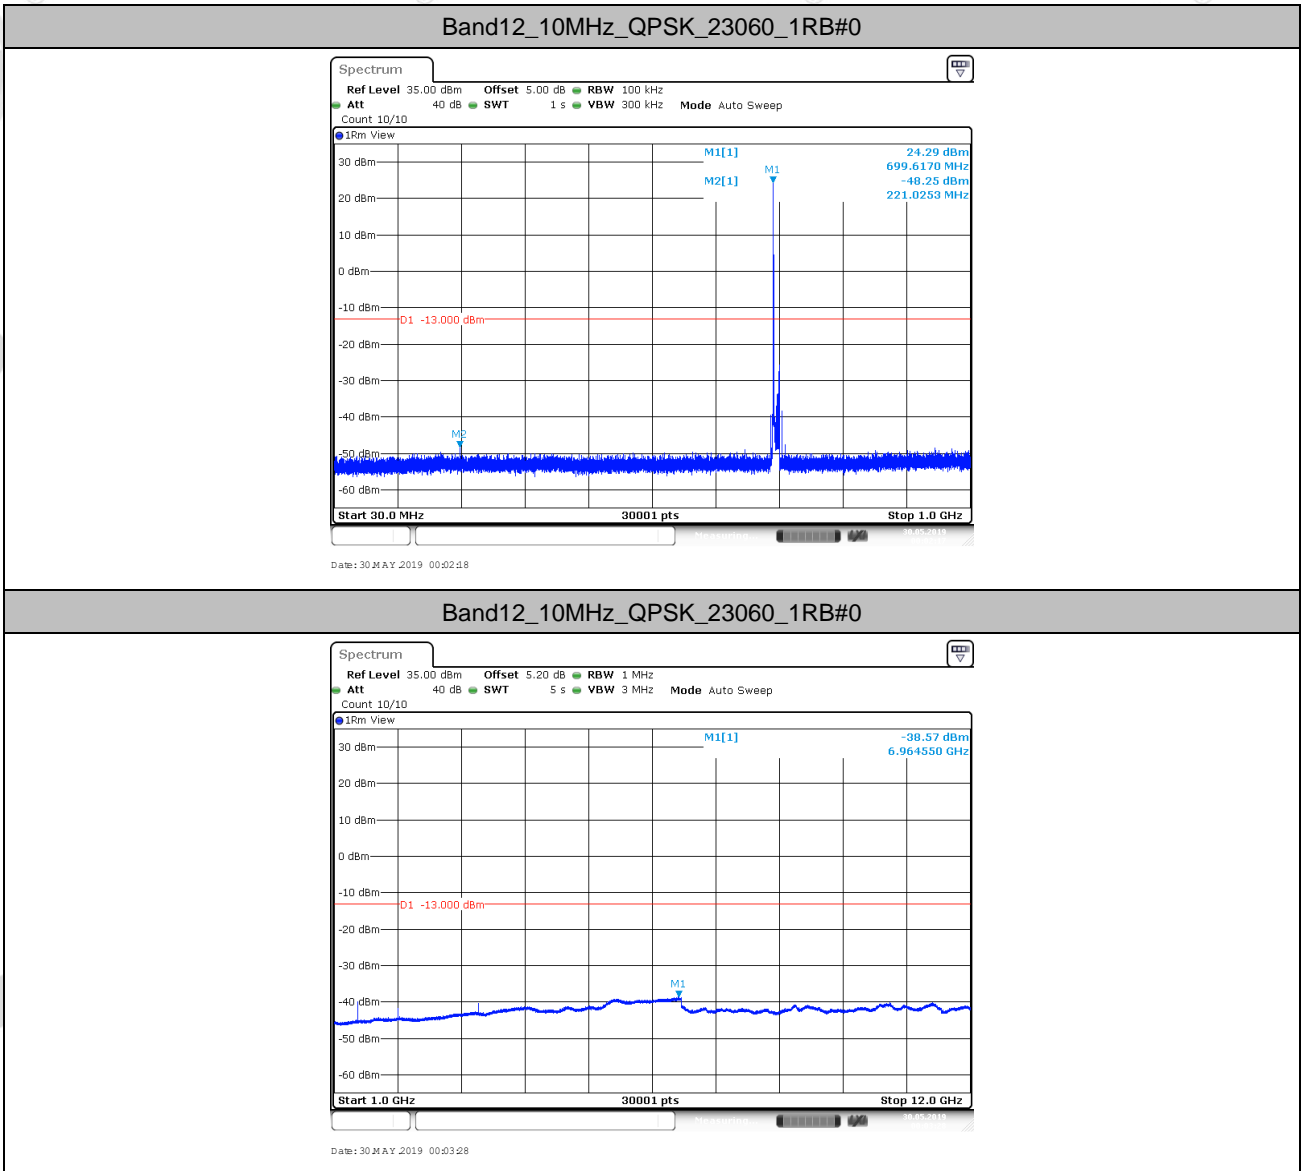 Band12_10MHz_QPSK_23060_1RB#0
Spectrum
Ref Level 35.00 dBm Offset 5.00 dB RBW 100 kHz
Att 40 dB SWT 1 s VBW 300 kHz Mode Auto Sweep
Count 10/10
1Rm View
M1[1] 24.29 dBm
699.6170 MHz
M2[1] -48.25 dBm
221.0253 MHz
30 dBm
M1
20 dBm
10 dBm
0 dBm
-10 dBm
D1 -13.000 dBm
-20 dBm
-30 dBm
-40 dBm
M2
-50 dBm
-60 dBm
Start 30.0 MHz 30001 pts Stop 1.0 GHz
Measuring 30.05.2019
Date: 30.MAY.2019 00:02:18
Band12_10MHz_QPSK_23060_1RB#0
Spectrum
Ref Level 35.00 dBm Offset 5.20 dB RBW 1 MHz
Att 40 dB SWT 5 s VBW 3 MHz Mode Auto Sweep
Count 10/10
1Rm View
M1[1] -38.57 dBm
6.964550 GHz
30 dBm
20 dBm
10 dBm
0 dBm
-10 dBm
D1 -13.000 dBm
-20 dBm
-30 dBm
M1
-40 dBm
-50 dBm
-60 dBm
Start 1.0 GHz 30001 pts Stop 12.0 GHz
Measuring 30.05.2019
Date: 30.MAY.2019 00:03:28